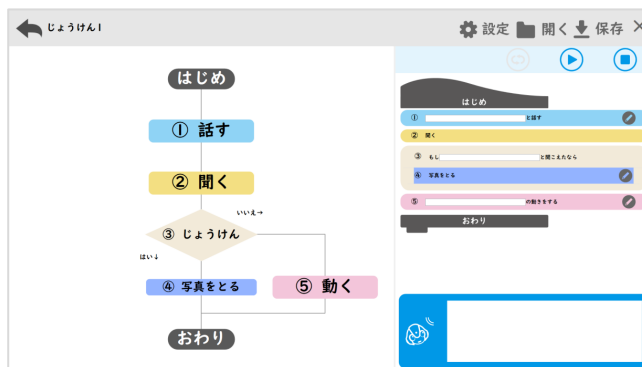 じょうけん1
設定 開く 保存 ×
はじめ
① 話す
② 聞く
いいえ→
③ じょうけん
はい↓
④ 写真をとる
⑤ 動く
おわり
はじめ
① と話す
② 聞く
③ もし と聞こえたなら
④ 写真をとる
⑤ の動きをする
おわり